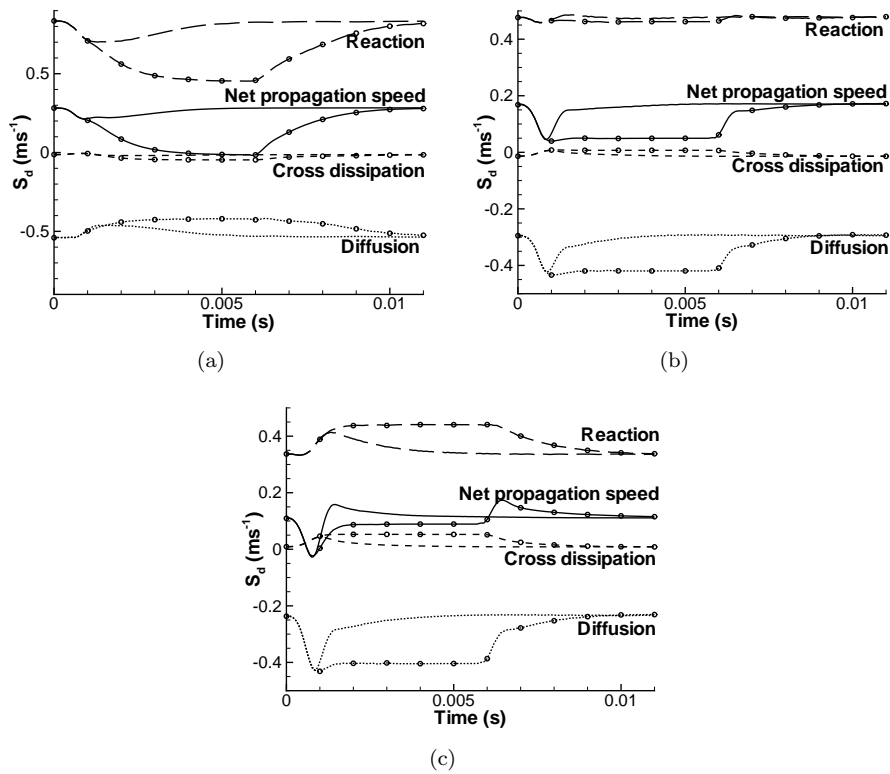 S_d (ms⁻¹)
0.5
0
-0.5
Reaction
Net propagation speed
Cross dissipation
Diffusion
0
0.005
0.01
Time (s)
(a)
S_d (ms⁻¹)
0.4
0.2
0
-0.2
-0.4
Reaction
Net propagation speed
Cross dissipation
Diffusion
0
0.005
0.01
Time (s)
(b)
S_d (ms⁻¹)
0.4
0.2
0
-0.2
-0.4
Reaction
Net propagation speed
Cross dissipation
Diffusion
0
0.005
0.01
Time (s)
(c)